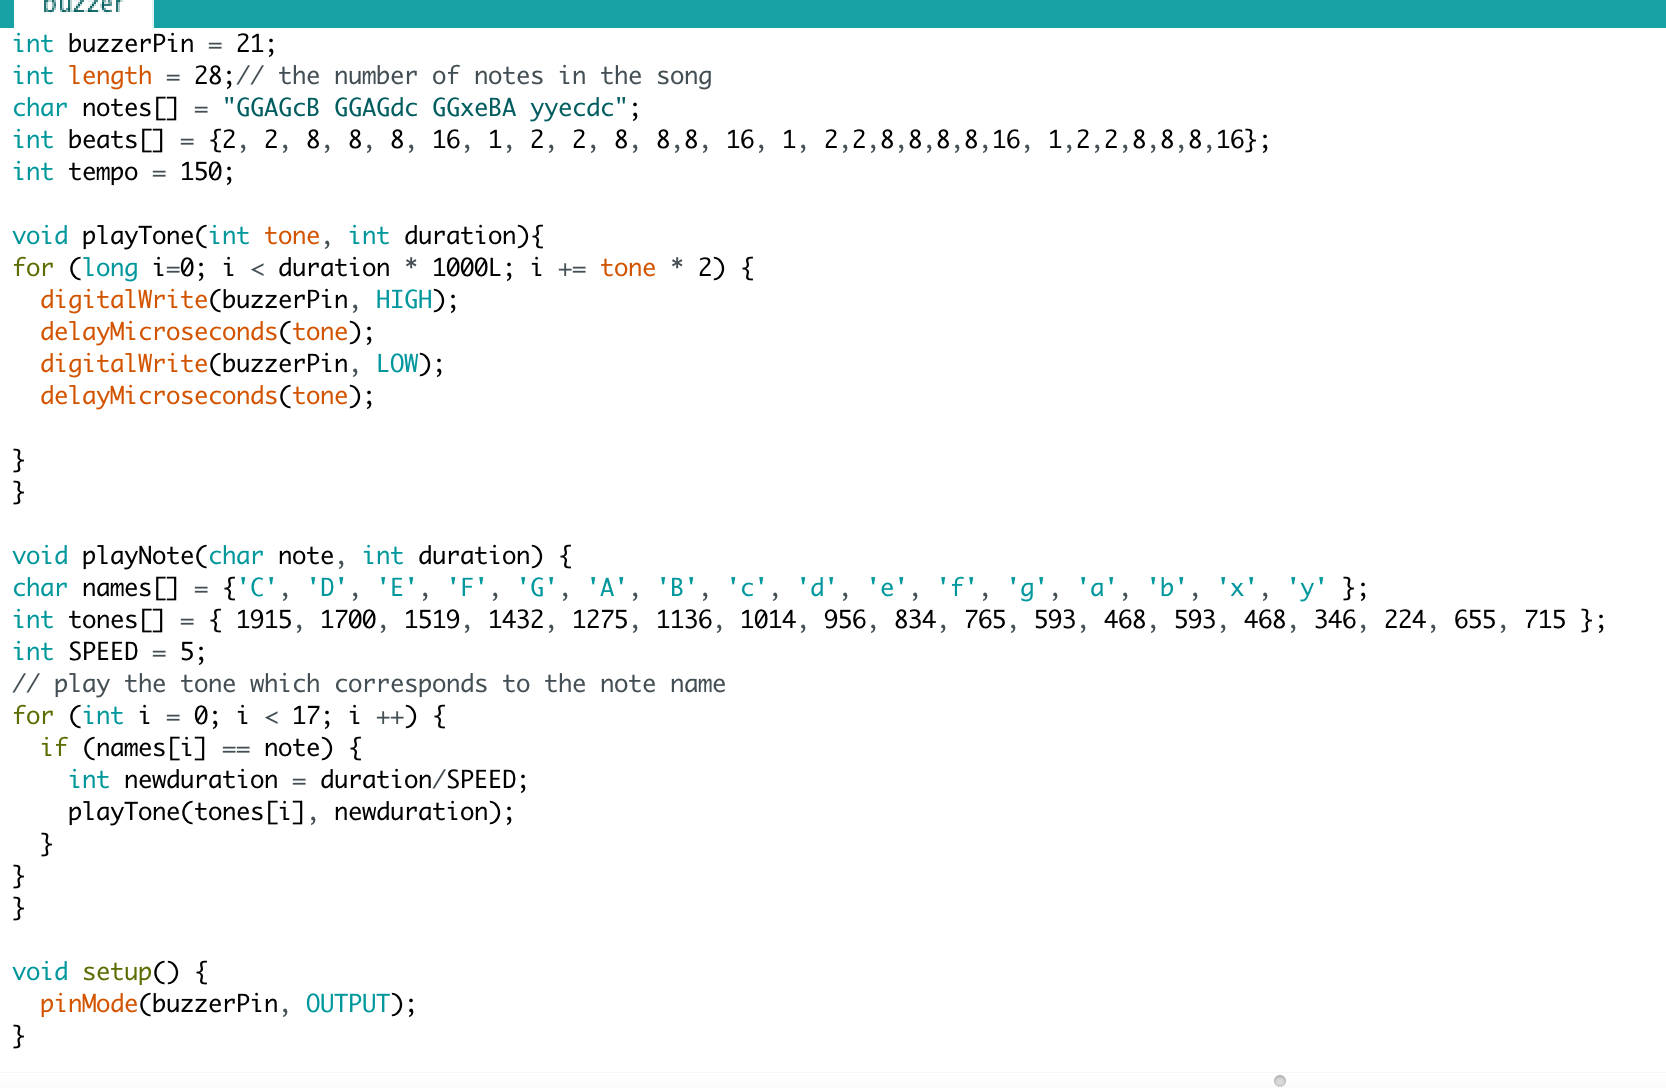 buzzer
int buzzerPin = 21;
int length = 28;// the number of notes in the song
char notes[] = "GGAGcB GGAGdc GGxeBA yyecdc";
int beats[] = {2, 2, 8, 8, 8, 16, 1, 2, 2, 8, 8,8, 16, 1, 2,2,8,8,8,8,16, 1,2,2,8,8,8,16};
int tempo = 150;
void playTone(int tone, int duration){
for (long i=0; i < duration * 1000L; i += tone * 2) {
  digitalWrite(buzzerPin, HIGH);
  delayMicroseconds(tone);
  digitalWrite(buzzerPin, LOW);
  delayMicroseconds(tone);
}
}
void playNote(char note, int duration) {
char names[] = {'C', 'D', 'E', 'F', 'G', 'A', 'B', 'c', 'd', 'e', 'f', 'g', 'a', 'b', 'x', 'y' };
int tones[] = { 1915, 1700, 1519, 1432, 1275, 1136, 1014, 956, 834, 765, 593, 468, 593, 468, 346, 224, 655, 715 };
int SPEED = 5;
// play the tone which corresponds to the note name
for (int i = 0; i < 17; i ++) {
  if (names[i] == note) {
    int newduration = duration/SPEED;
    playTone(tones[i], newduration);
  }
}
}
void setup() {
  pinMode(buzzerPin, OUTPUT);
}